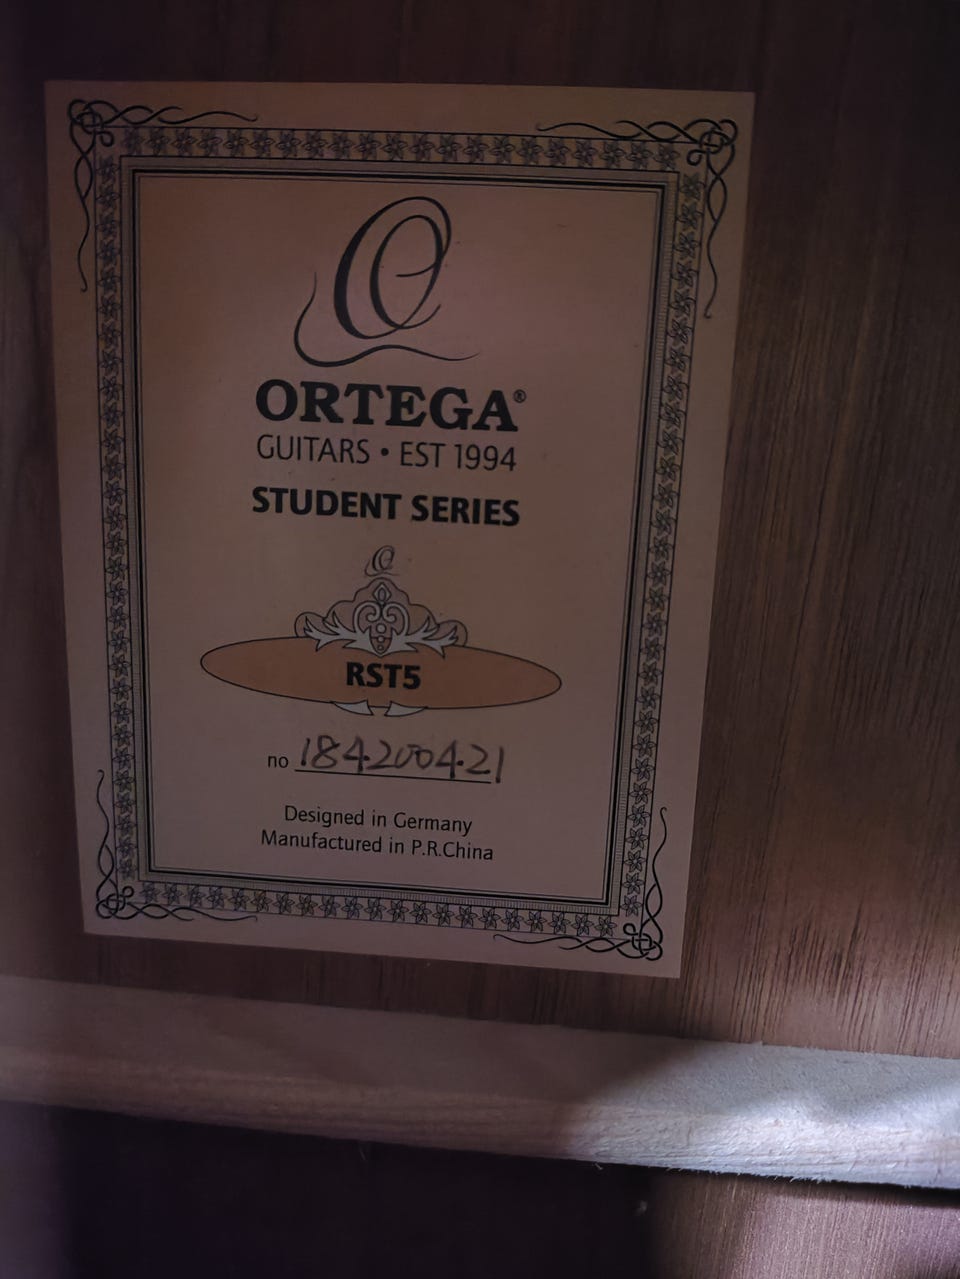 ORTEGA®
GUITARS • EST 1994
STUDENT SERIES
RST5
no 184200421
Designed in Germany
Manufactured in P.R.China